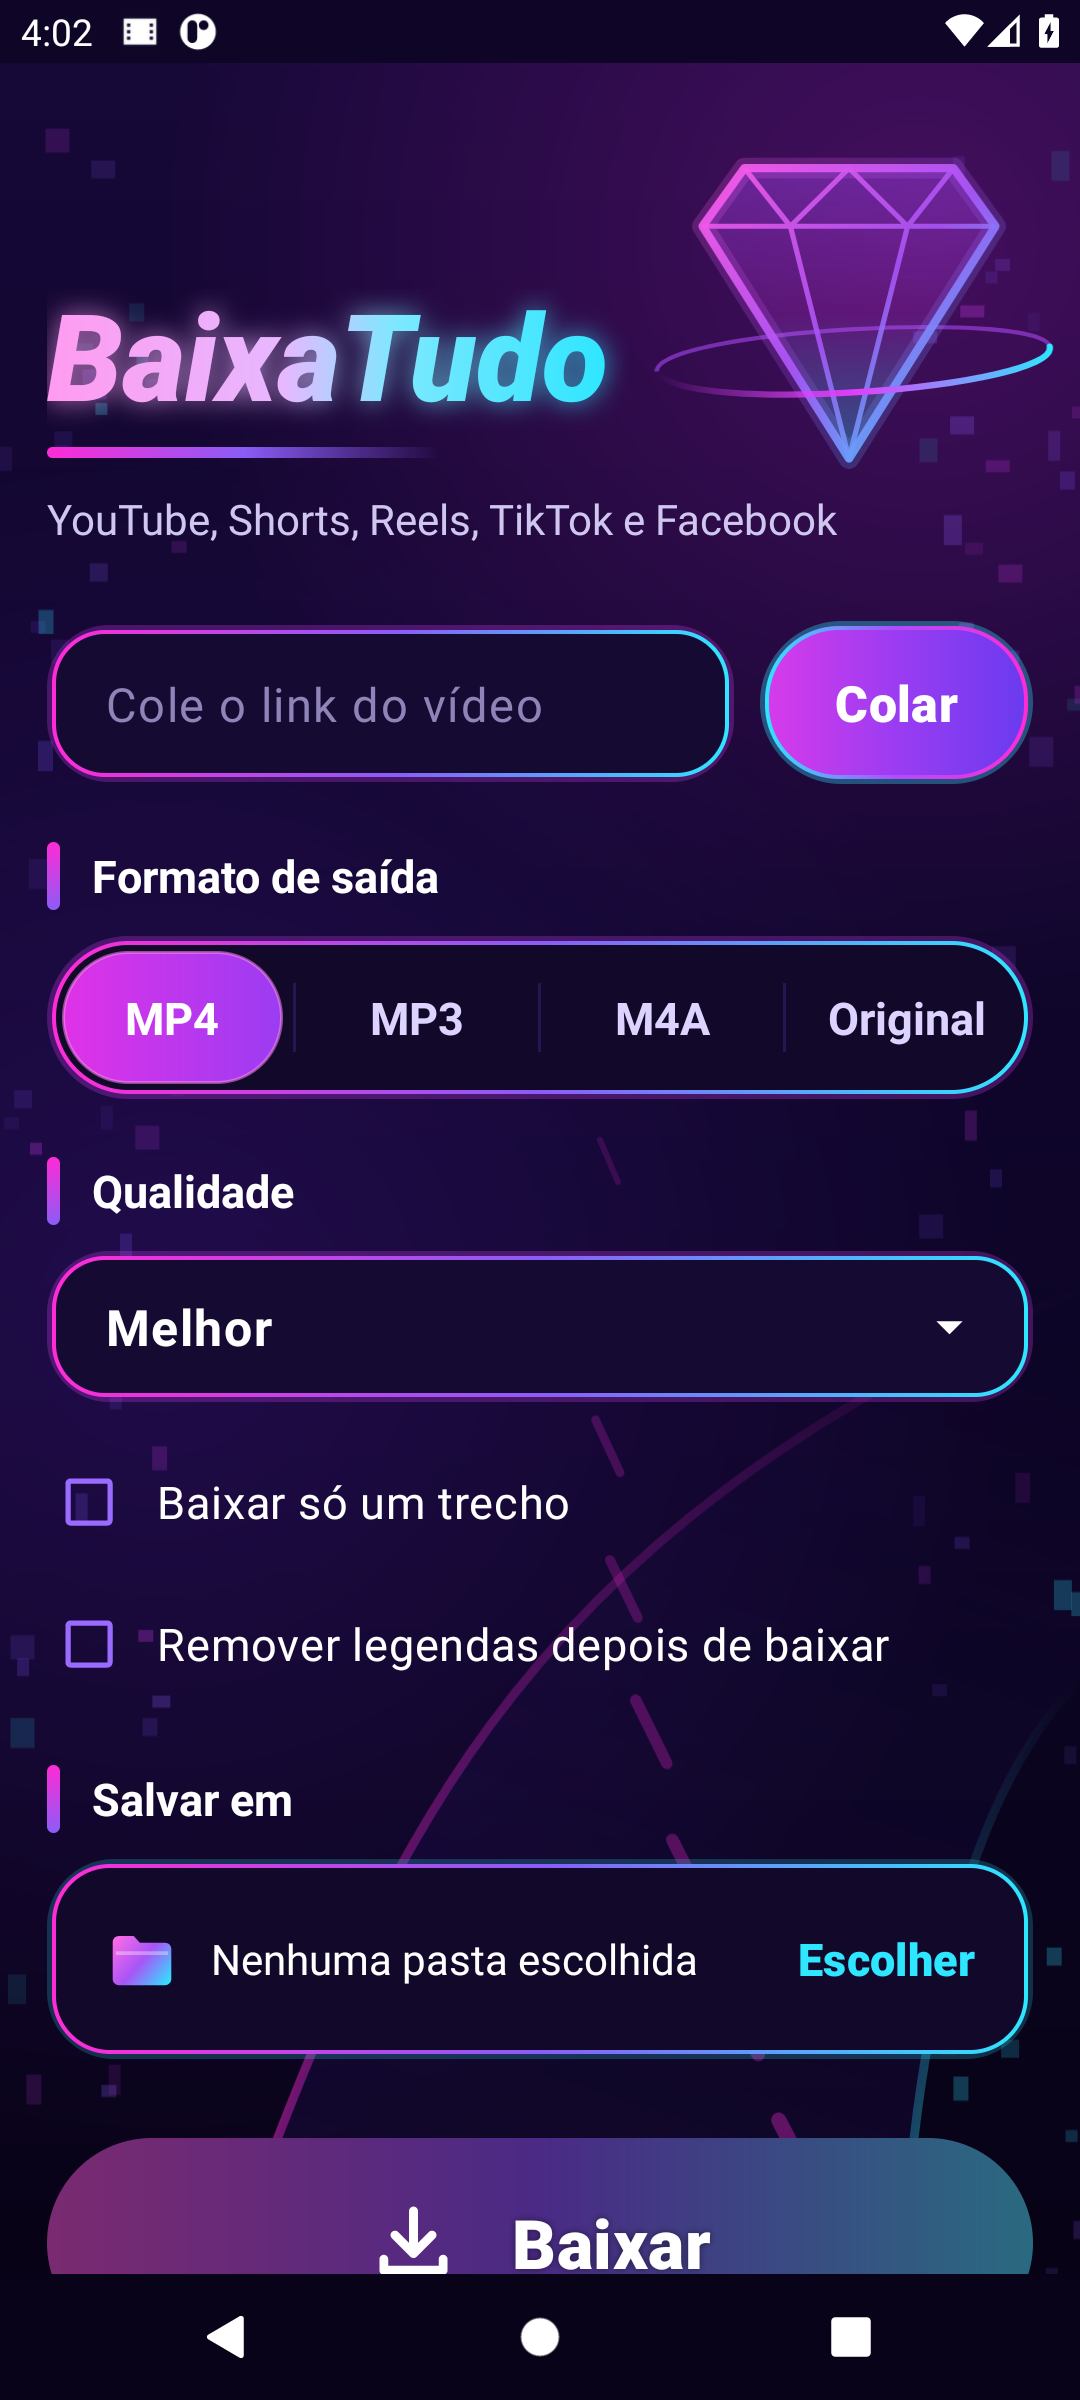 4:02
BaixaTudo
YouTube, Shorts, Reels, TikTok e Facebook
Cole o link do vídeo
Colar
Formato de saída
MP4
MP3
M4A
Original
Qualidade
Melhor
Baixar só um trecho
Remover legendas depois de baixar
Salvar em
Nenhuma pasta escolhida
Escolher
Baixar